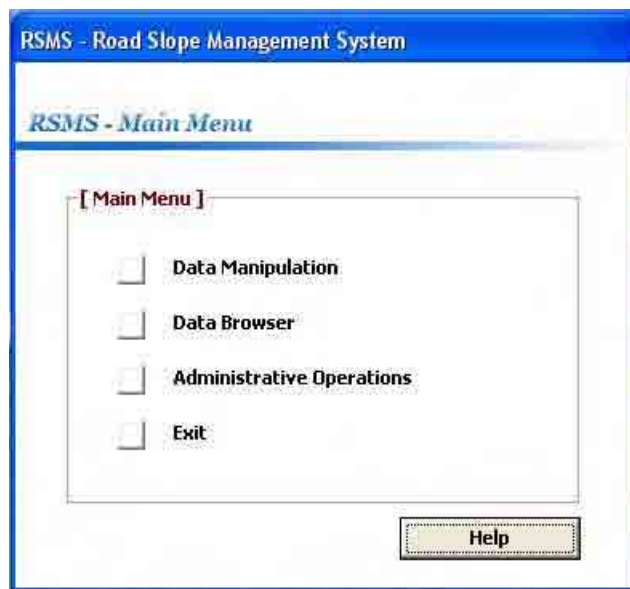 RSMS - Road Slope Management System
RSMS - Main Menu
[ Main Menu ]
Data Manipulation
Data Browser
Administrative Operations
Exit
Help